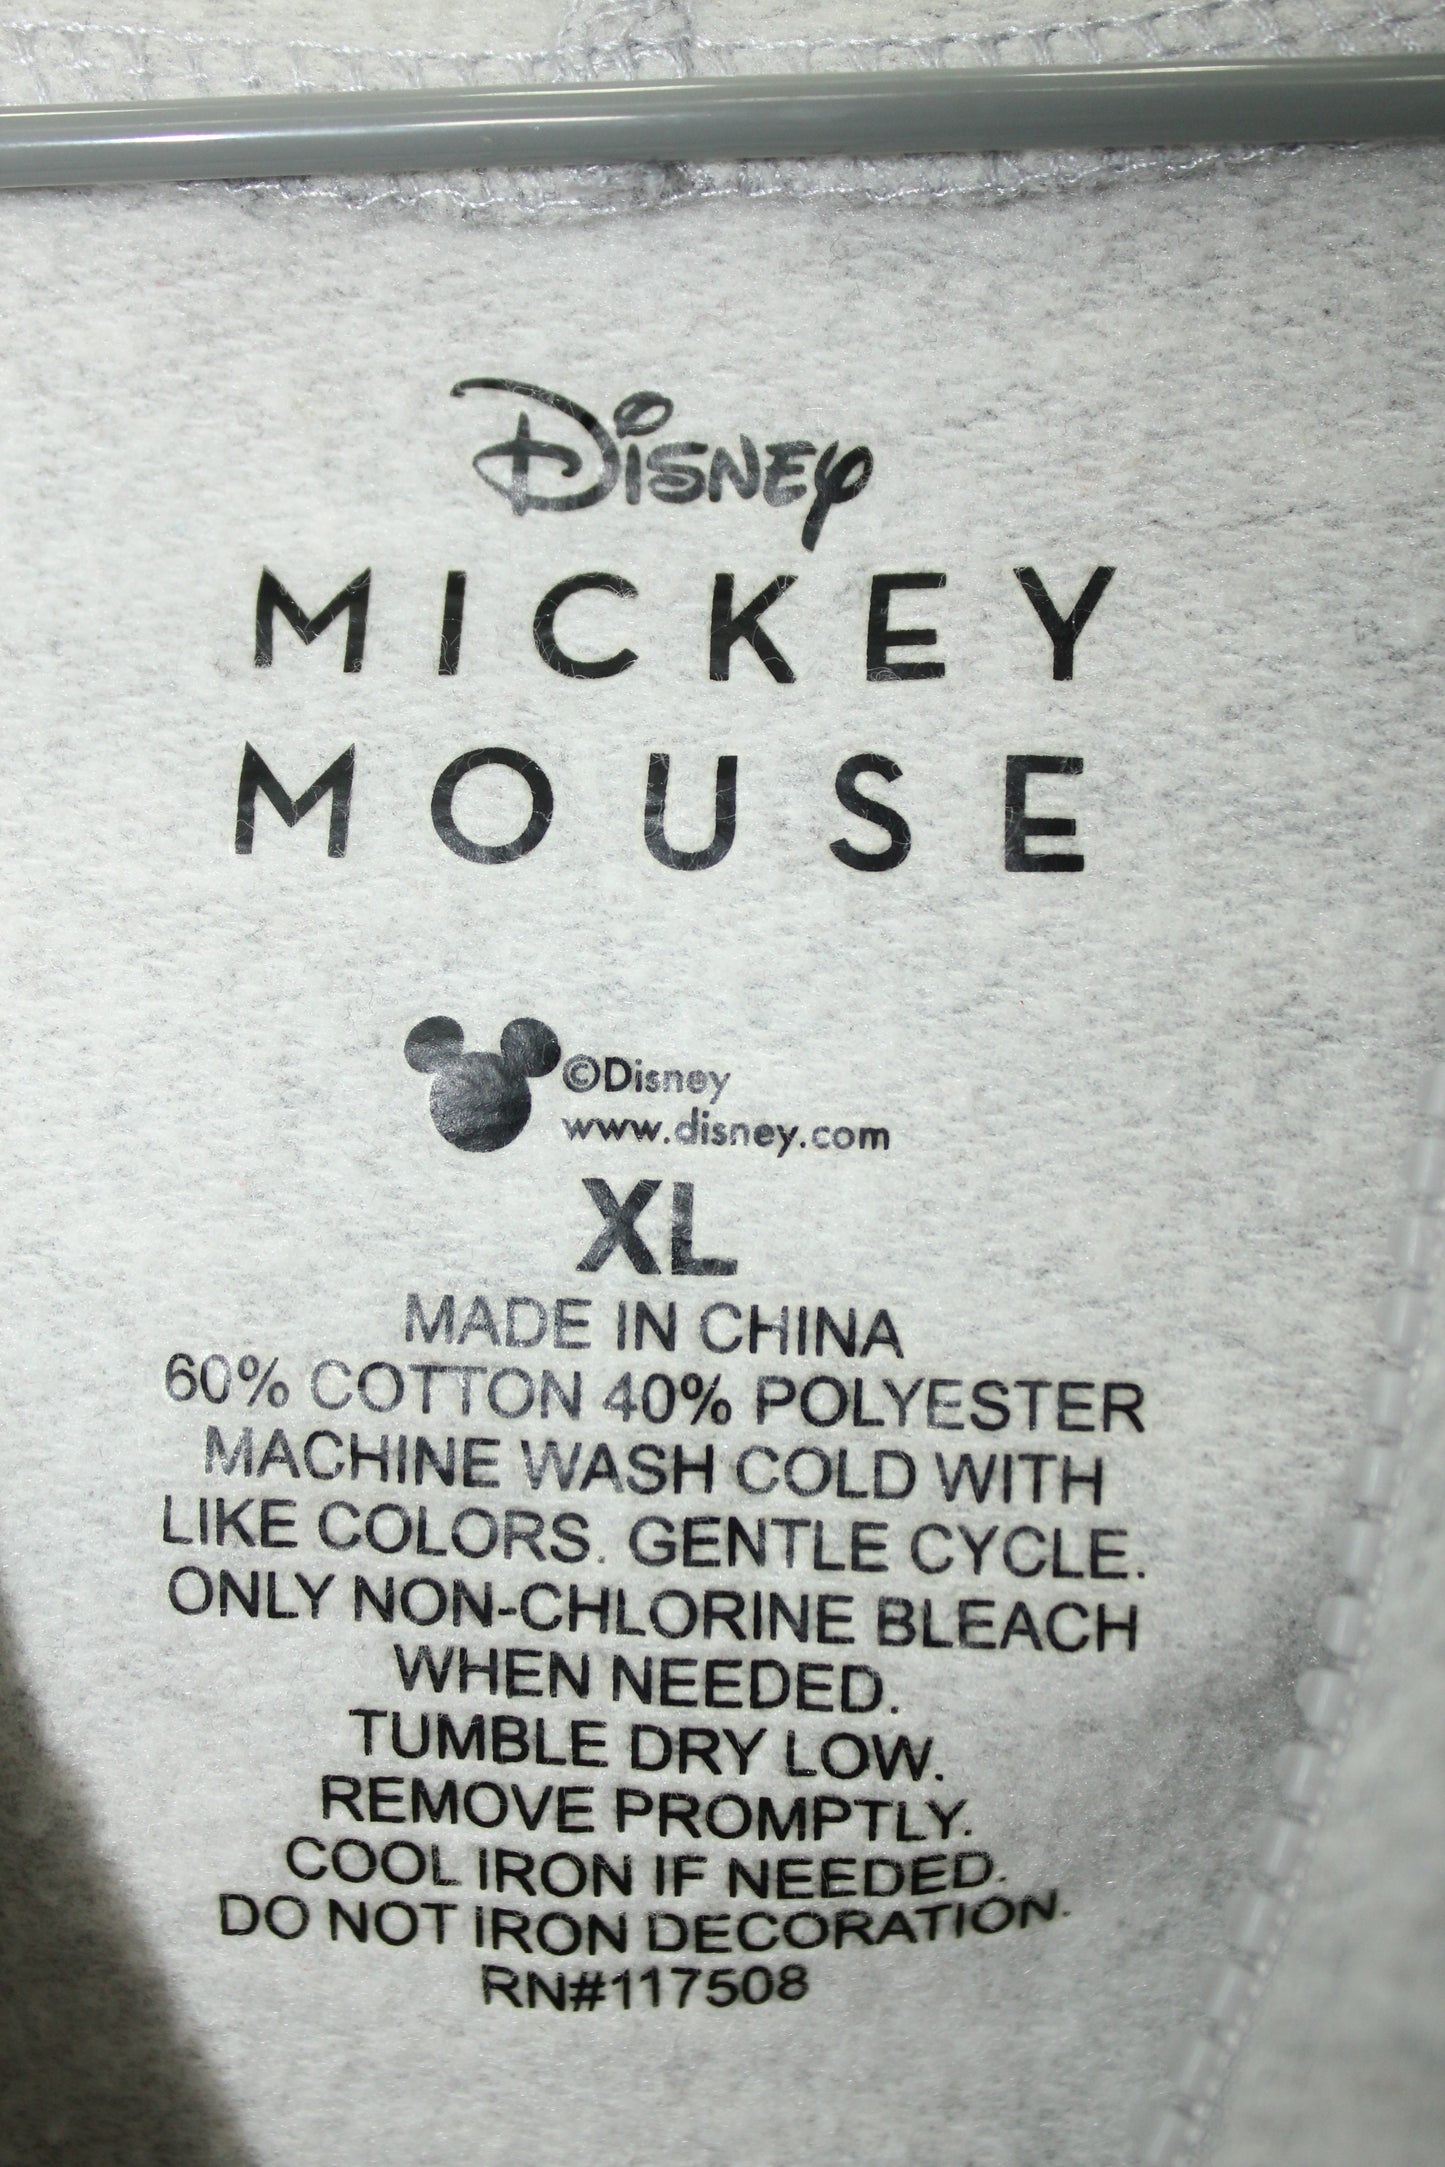 Disney
MICKEY
MOUSE
©Disney
www.disney.com
XL
MADE IN CHINA
60% COTTON 40% POLYESTER
MACHINE WASH COLD WITH
LIKE COLORS. GENTLE CYCLE.
ONLY NON-CHLORINE BLEACH
WHEN NEEDED.
TUMBLE DRY LOW.
REMOVE PROMPTLY.
COOL IRON IF NEEDED.
DO NOT IRON DECORATION.
RN#117508